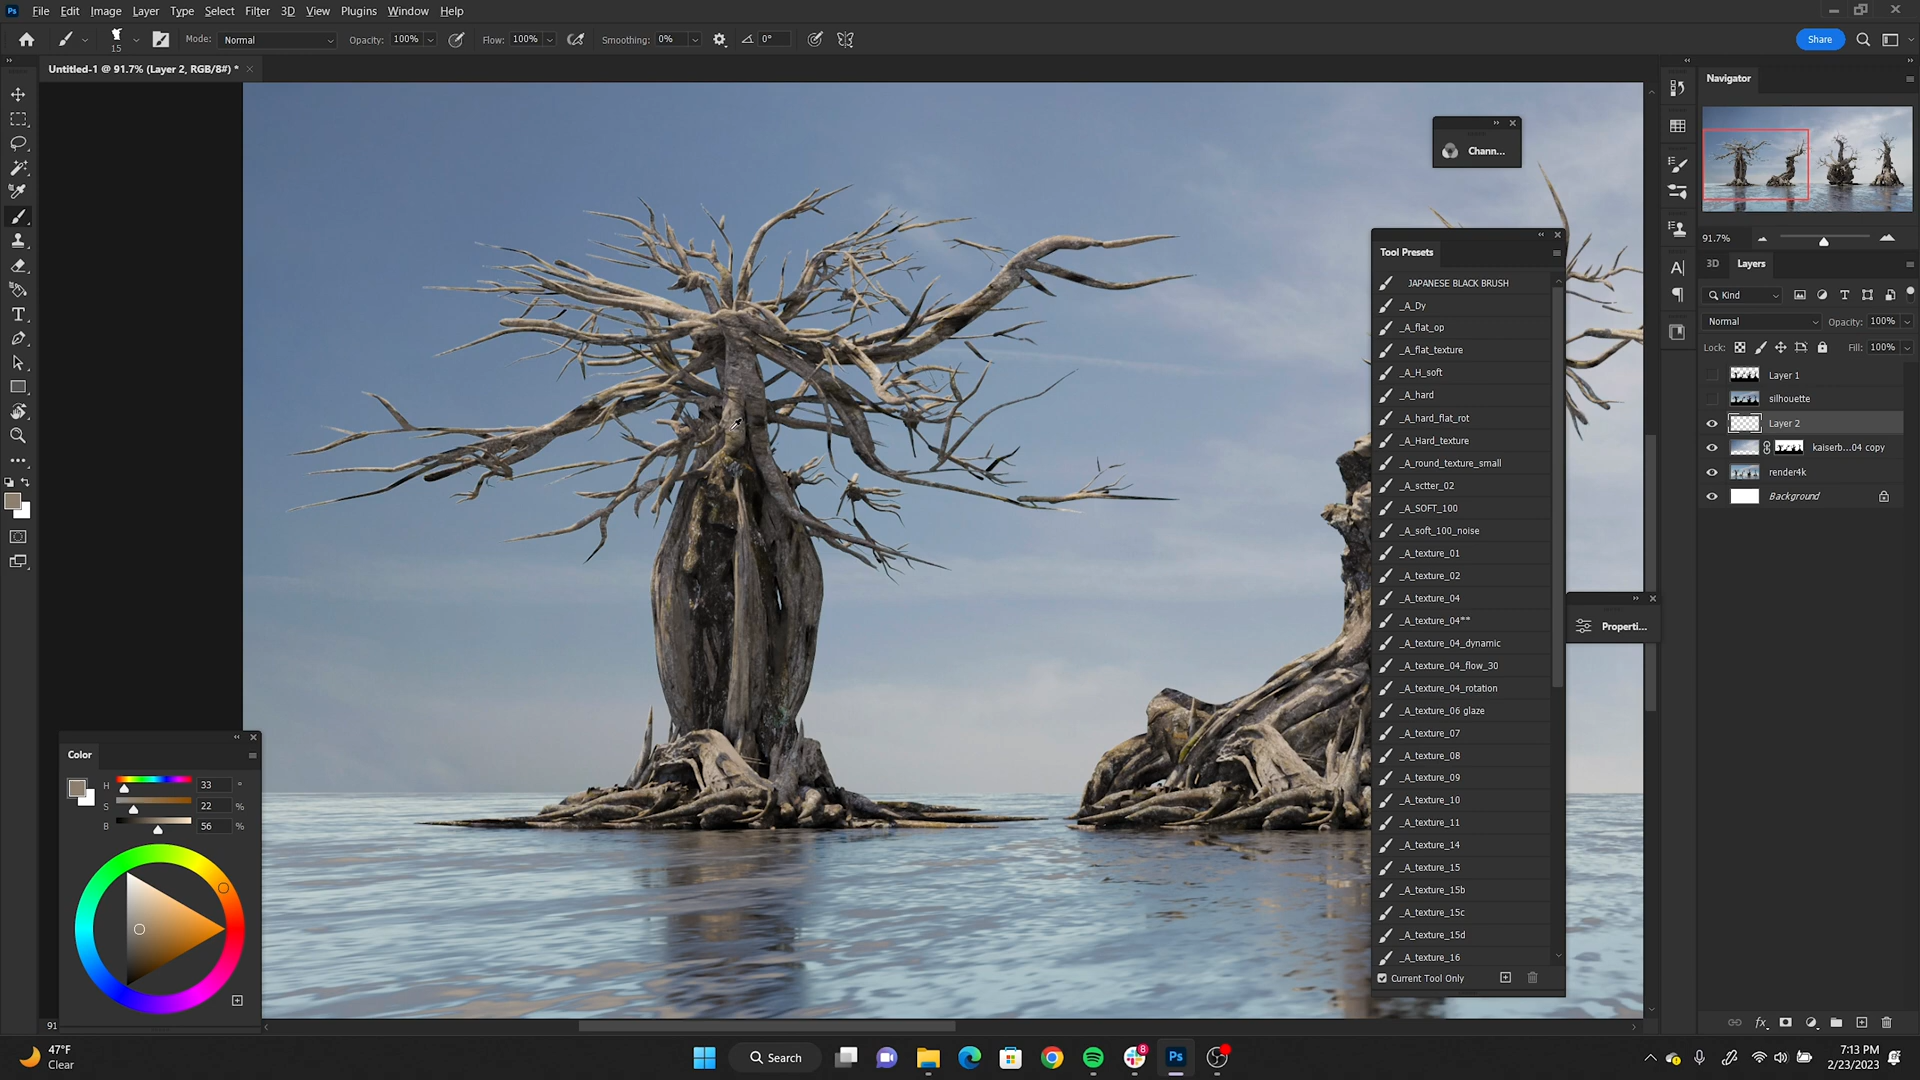 Ps File Edit Image Layer Type Select Filter 3D View Plugins Window Help
15 Mode: Normal Opacity: 100% Flow: 100% Smoothing: 0% 0° Share
Untitled-1 @ 91.7% (Layer 2, RGB/8#) *
Navigator
91.7%
3D Layers
Kind
Normal Opacity: 100%
Lock: Fill: 100%
Layer 1
silhouette
Layer 2
kaiserb...04 copy
render4k
Background
Chann...
Tool Presets
JAPANESE BLACK BRUSH
_A_Dy
_A_flat_op
_A_flat_texture
_A_H_soft
_A_hard
_A_hard_flat_rot
_A_Hard_texture
_A_round_texture_small
_A_sctter_02
_A_SOFT_100
_A_soft_100_noise
_A_texture_01
_A_texture_02
_A_texture_04
_A_texture_04**
_A_texture_04_dynamic
_A_texture_04_flow_30
_A_texture_04_rotation
_A_texture_06 glaze
_A_texture_07
_A_texture_08
_A_texture_09
_A_texture_10
_A_texture_11
_A_texture_14
_A_texture_15
_A_texture_15b
_A_texture_15c
_A_texture_15d
_A_texture_16
Current Tool Only
Properti...
Color
H 33 °
S 22 %
B 56 %
91
fx
47°F
Clear
Search
8
Ps
7:13 PM
2/23/2023